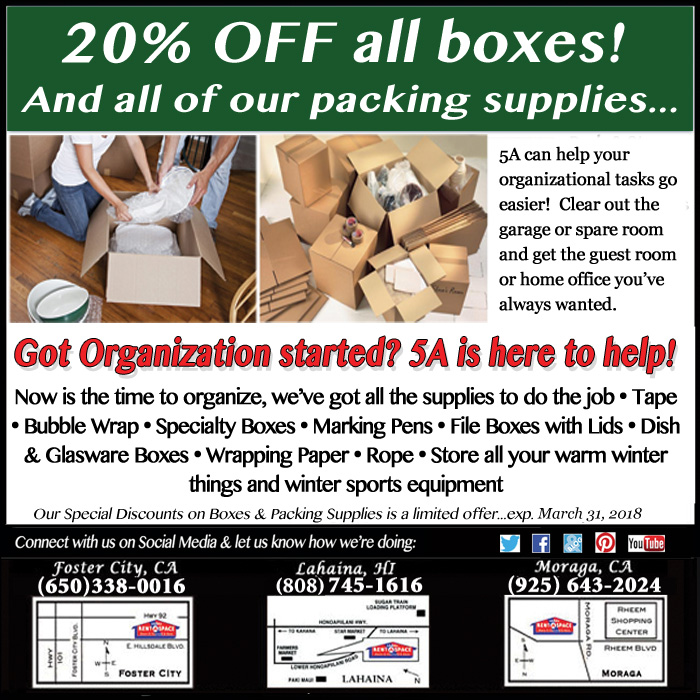 20% OFF all boxes!
And all of our packing supplies...
5A can help your
organizational tasks go
easier! Clear out the
garage or spare room
and get the guest room
or home office you've
always wanted.
Got Organization started? 5A is here to help!
Now is the time to organize, we've got all the supplies to do the job • Tape
• Bubble Wrap • Specialty Boxes • Marking Pens • File Boxes with Lids • Dish
& Glasware Boxes • Wrapping Paper • Rope • Store all your warm winter
things and winter sports equipment
Our Special Discounts on Boxes & Packing Supplies is a limited offer...exp. March 31, 2018
Connect with us on Social Media & let us know how we're doing:
You Tube
Foster City, CA
(650)338-0016
Hwy 92
RENT A SPACE
E. Hillsdale Blvd.
Foster City Blvd.
Hwy
101
N
W
E
S
Foster City
Lahaina, HI
(808) 745-1616
SUGAR TRAIN
LOADING PLATFORM
HONOAPIILANI HWY.
TO KAHANA
STAR MARKET
TO LAHAINA
FARMERS
MARKET
RENT A SPACE
LOWER HONOAPIILANI ROAD
PAKI MAUI
LAHAINA
Moraga, CA
(925) 643-2024
RENT A SPACE
MORAGA RD
Rheem
Shopping
Center
Rheem Blvd
N
E
W
S
Moraga